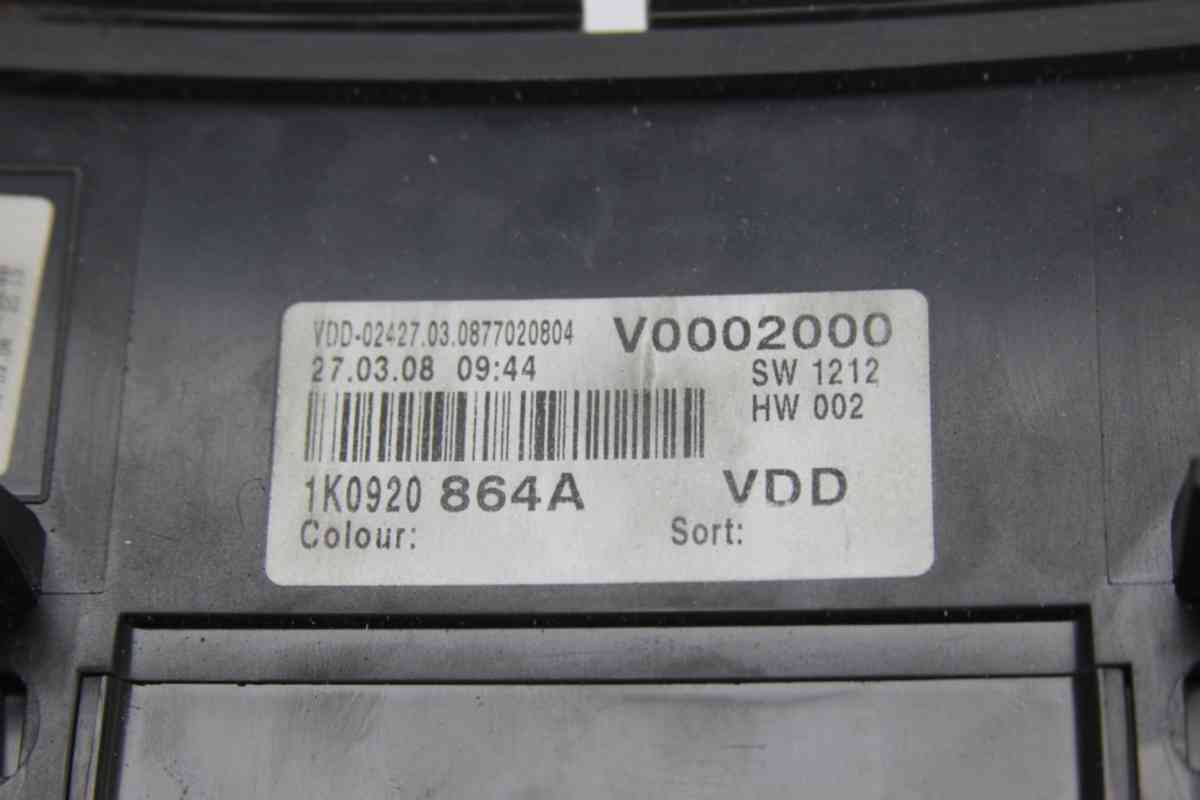 VDD-02427.03.0877020804 V0002000
27.03.08 09:44 SW 1212
HW 002
1K0920 864A VDD
Colour: Sort: